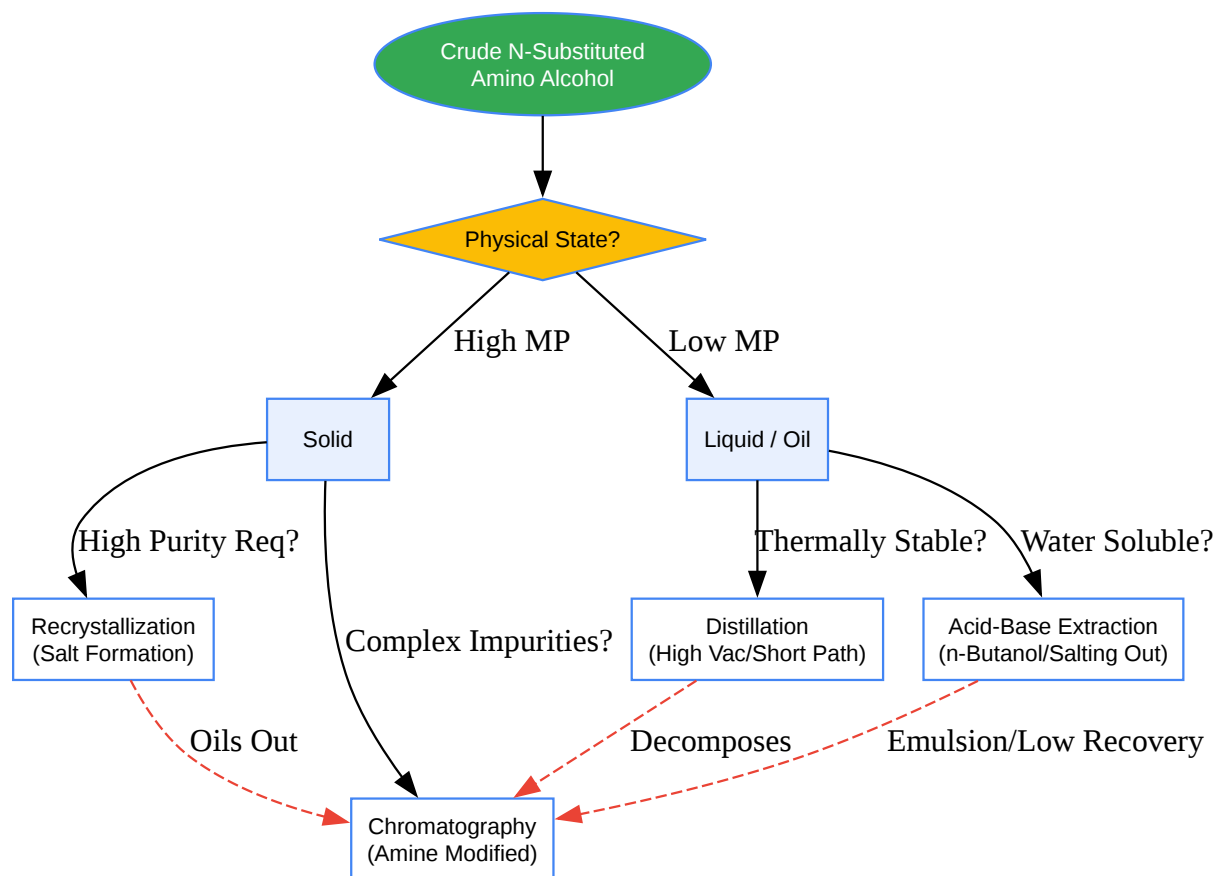 Crude N-Substituted
Amino Alcohol
Physical State?
High MP
Low MP
Solid
Liquid / Oil
High Purity Req?
Thermally Stable?
Water Soluble?
Recrystallization
(Salt Formation)
Complex Impurities?
Distillation
(High Vac/Short Path)
Acid-Base Extraction
(n-Butanol/Salting Out)
Oils Out
Decomposes
Emulsion/Low Recovery
Chromatography
(Amine Modified)